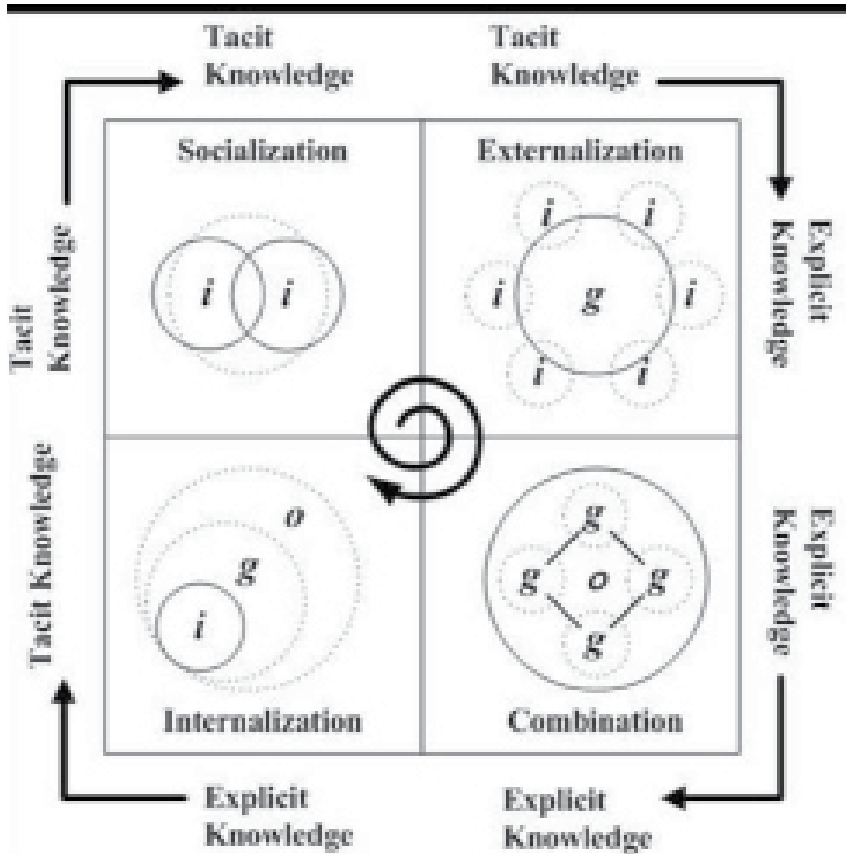 Tacit
Knowledge
Tacit
Knowledge
Socialization
Externalization
i
i
i
i
i
g
i
i
i
Tacit
Knowledge
Explicit
Knowledge
o
g
i
g
g
o
g
g
Tacit Knowledge
Explicit
Knowledge
Internalization
Combination
Explicit
Knowledge
Explicit
Knowledge